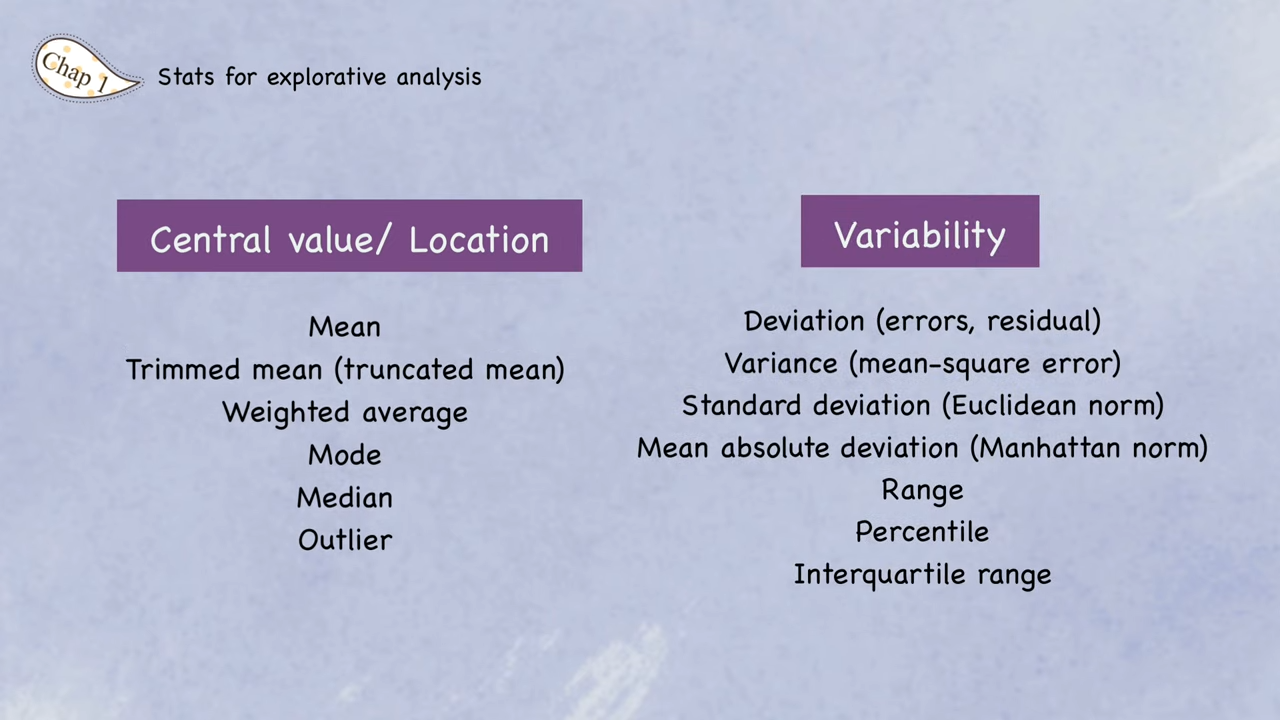 Chap 1
Stats for explorative analysis
Central value/ Location
Mean
Trimmed mean (truncated mean)
Weighted average
Mode
Median
Outlier
Variability
Deviation (errors, residual)
Variance (mean-square error)
Standard deviation (Euclidean norm)
Mean absolute deviation (Manhattan norm)
Range
Percentile
Interquartile range